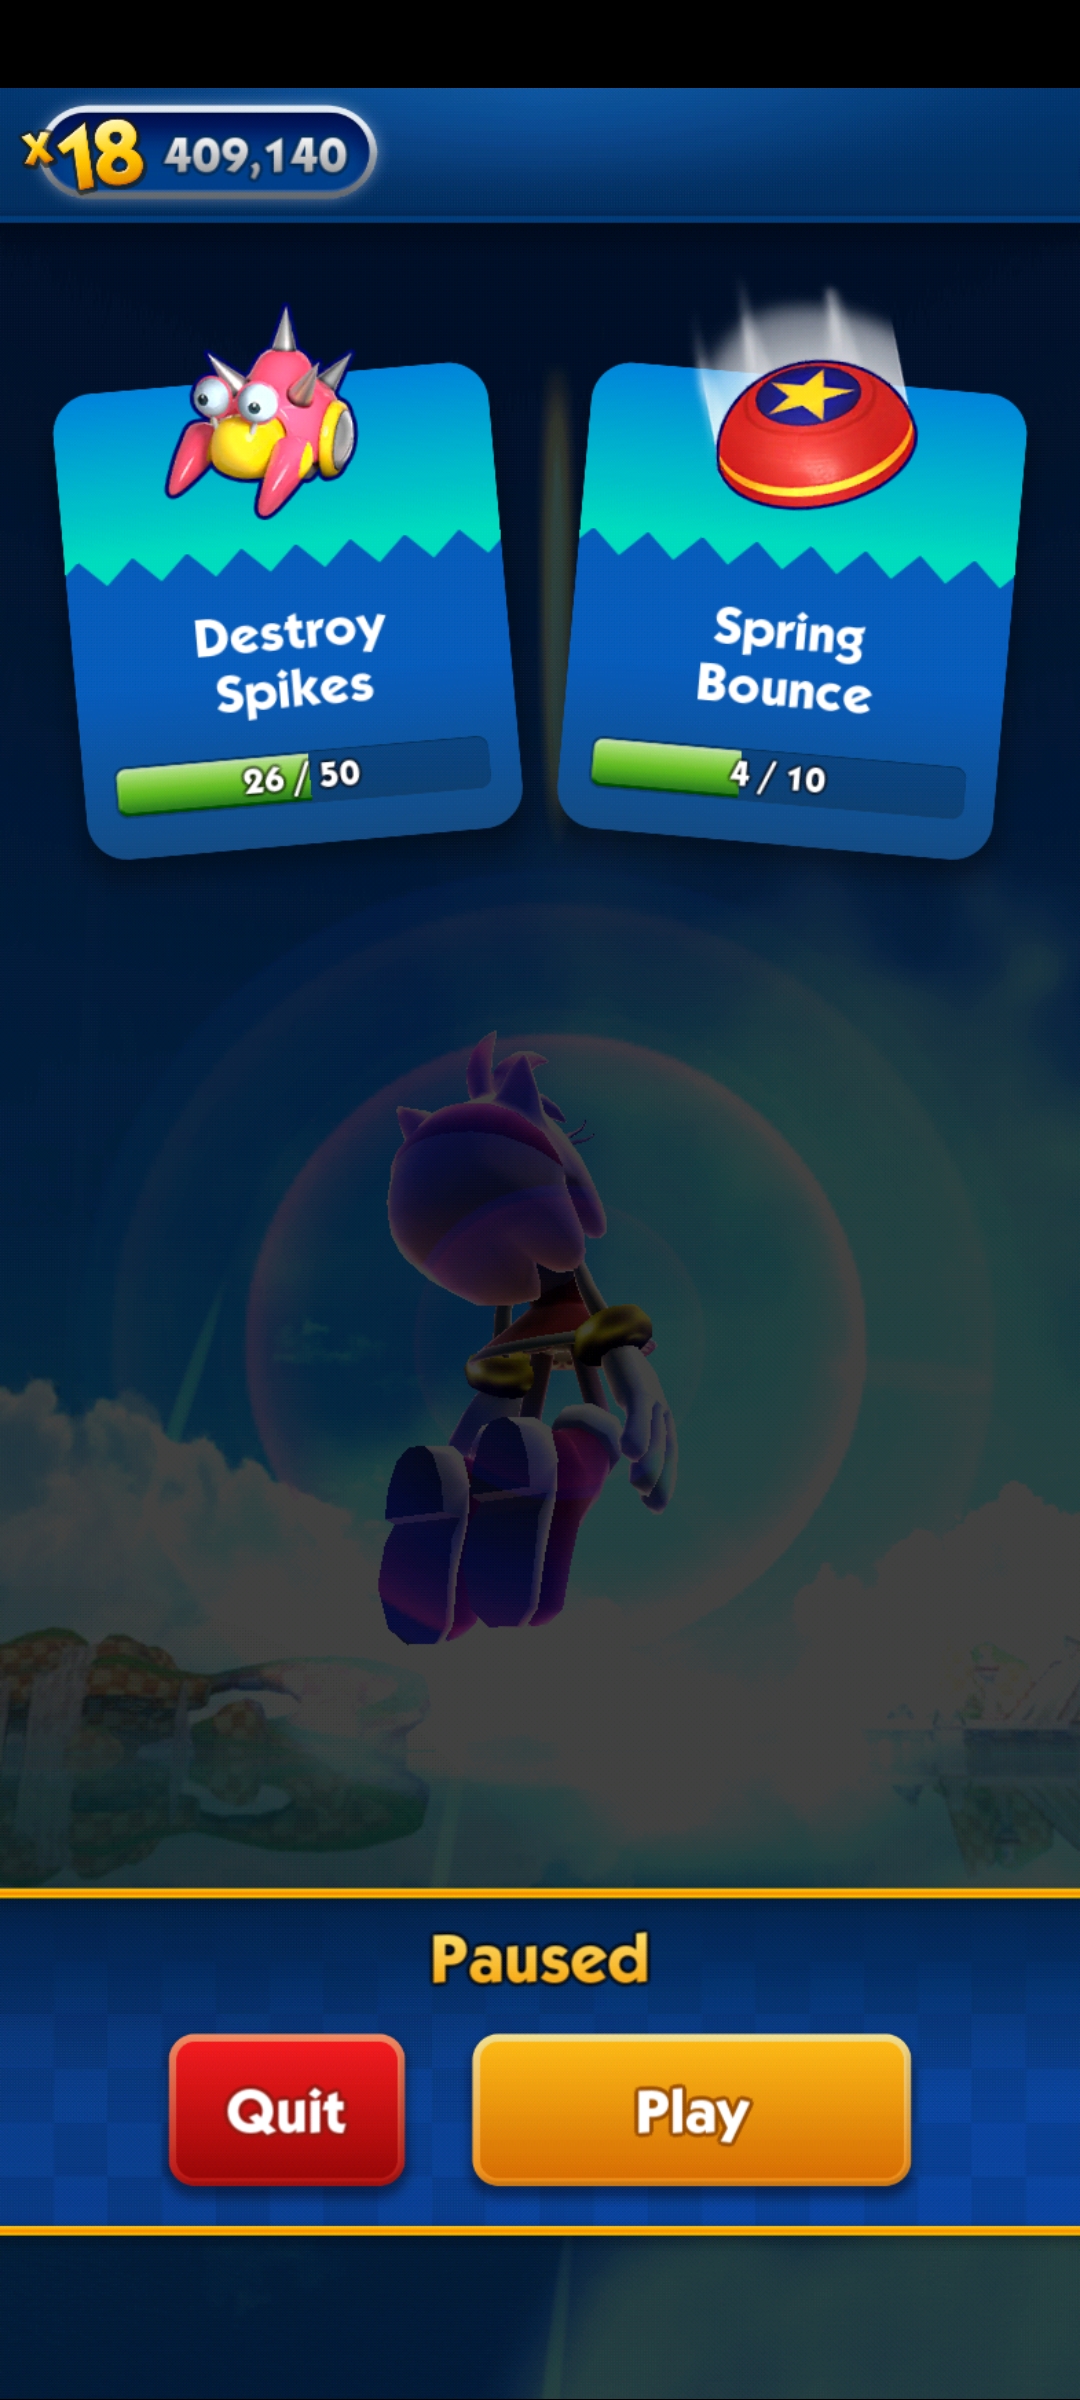 x18 409,140
Destroy
Spikes
26 / 50
Spring
Bounce
4 / 10
Paused
Quit
Play